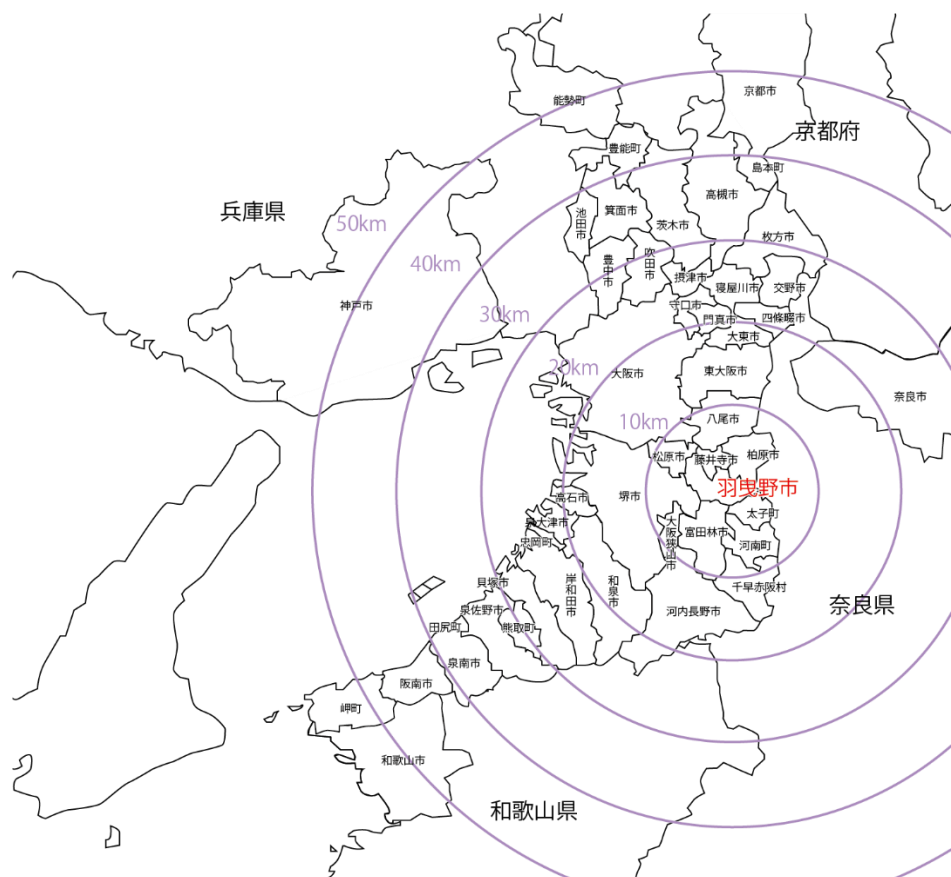 京都市
能勢町
京都府
豊能町
島本町
高槻市
兵庫県
池田市
箕面市
50km
茨木市
枚方市
40km
豊中市
吹田市
摂津市
寝屋川市
交野市
神戸市
守口市
30km
門真市
四條畷市
大東市
20km
大阪市
東大阪市
奈良市
10km
八尾市
松原市
藤井寺市
柏原市
羽曳野市
高石市
堺市
太子町
泉大津市
大阪狭山市
富田林市
忠岡町
河南町
貝塚市
岸和田市
和泉市
千早赤阪村
泉佐野市
河内長野市
奈良県
田尻町
熊取町
泉南市
阪南市
岬町
和歌山市
和歌山県